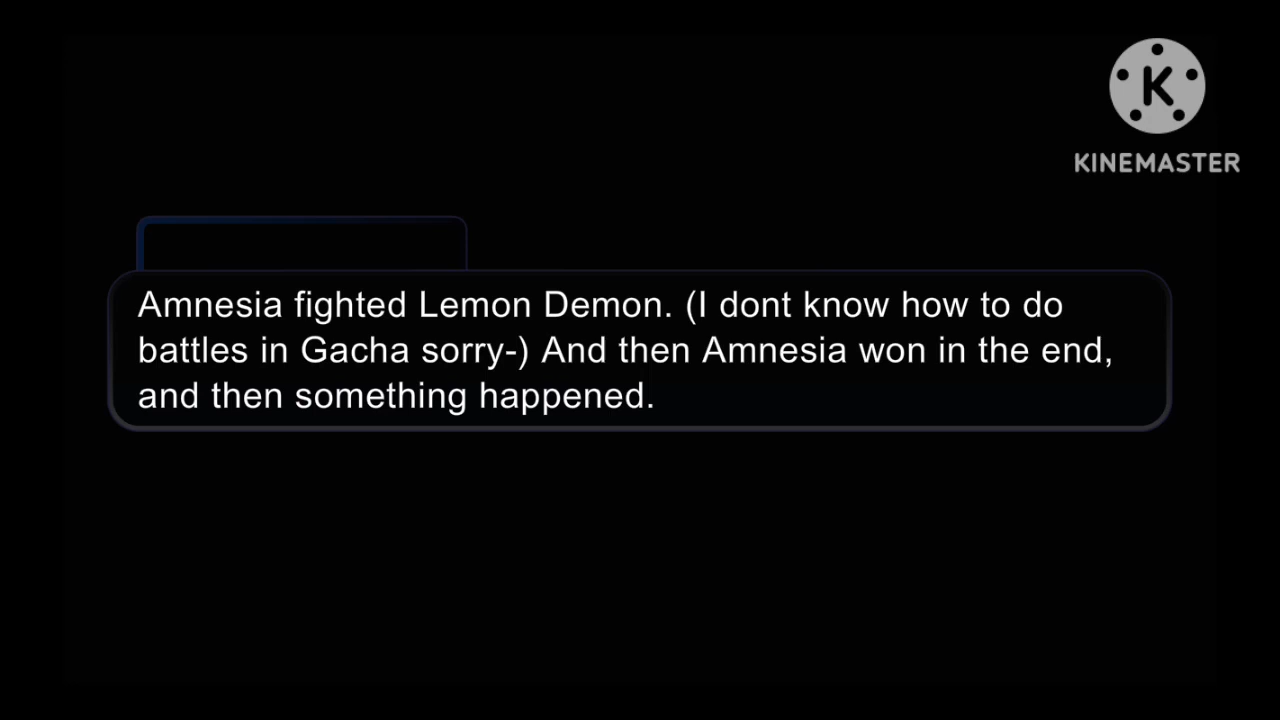 K
KINEMASTER
Amnesia fighted Lemon Demon. (I dont know how to do
battles in Gacha sorry-) And then Amnesia won in the end,
and then something happened.